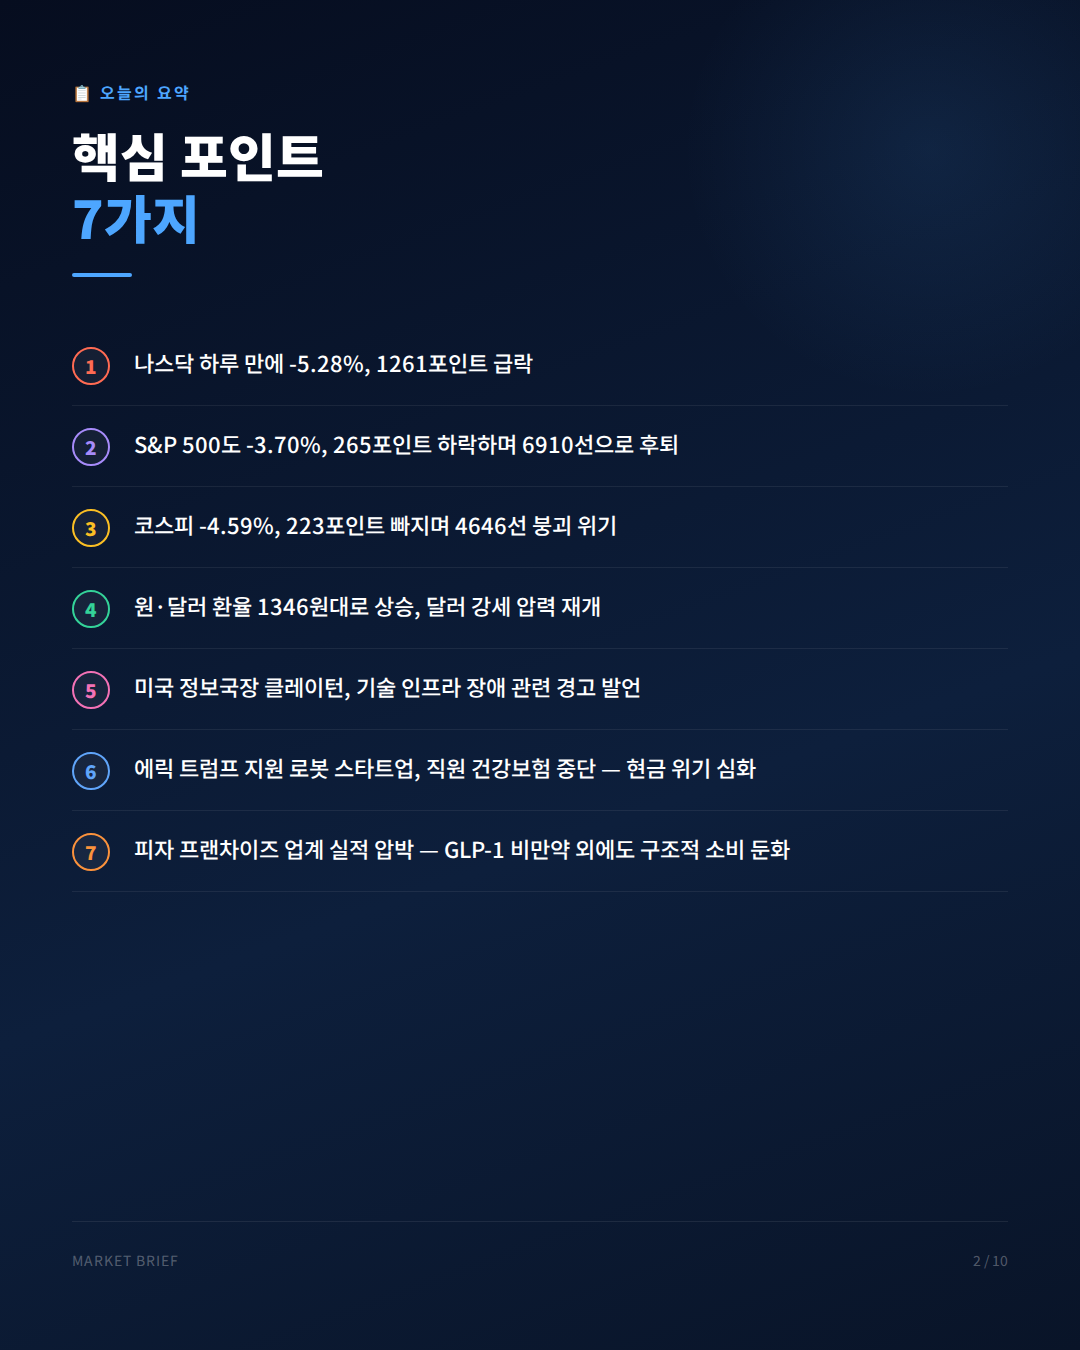 📋 오늘의 요약
핵심 포인트
7가지
1 나스닥 하루 만에 -5.28%, 1261포인트 급락
2 S&P 500도 -3.70%, 265포인트 하락하며 6910선으로 후퇴
3 코스피 -4.59%, 223포인트 빠지며 4646선 붕괴 위기
4 원·달러 환율 1346원대로 상승, 달러 강세 압력 재개
5 미국 정보국장 클레이턴, 기술 인프라 장애 관련 경고 발언
6 에릭 트럼프 지원 로봇 스타트업, 직원 건강보험 중단 — 현금 위기 심화
7 피자 프랜차이즈 업계 실적 압박 — GLP-1 비만약 외에도 구조적 소비 둔화
MARKET BRIEF
2 / 10